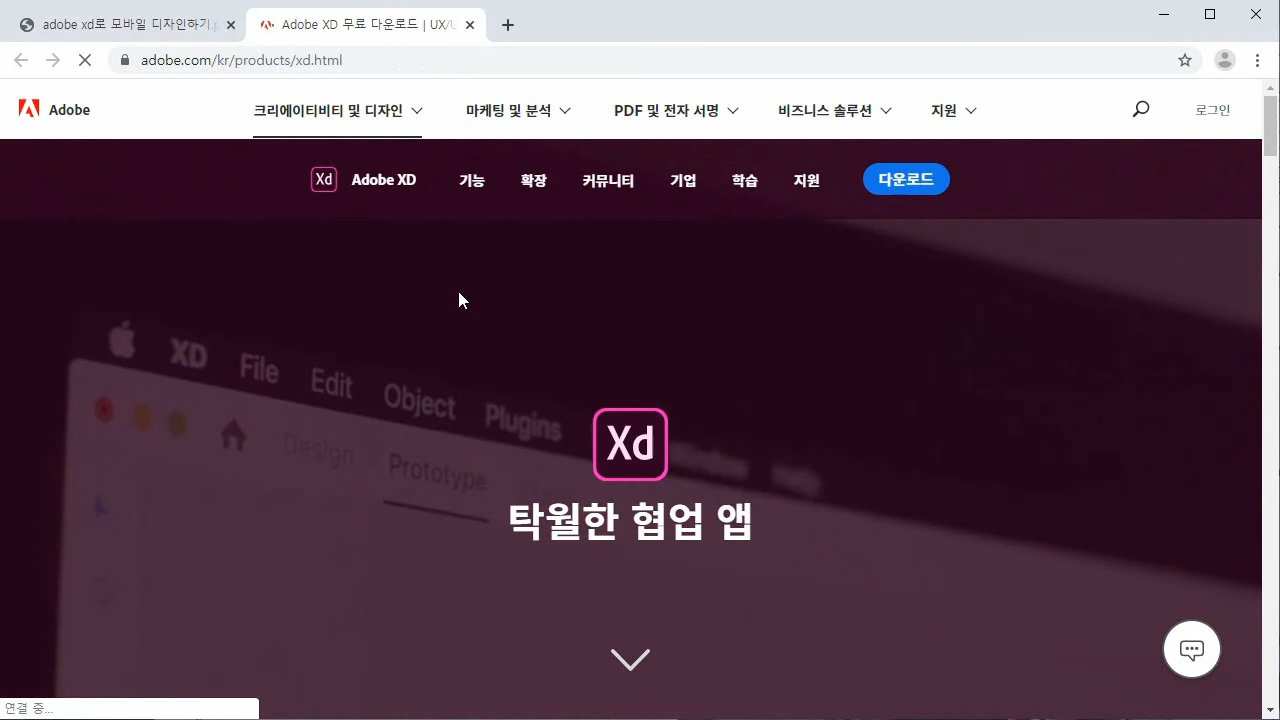 adobe xd로 모바일 디자인하기.p
Adobe XD 무료 다운로드 | UX/U
adobe.com/kr/products/xd.html
Adobe
크리에이티비티 및 디자인
마케팅 및 분석
PDF 및 전자 서명
비즈니스 솔루션
지원
로그인
Xd
Adobe XD
기능
확장
커뮤니티
기업
학습
지원
다운로드
XD File Edit Object Plugins Window Help
Design
Prototype
Xd
탁월한 협업 앱
연결 중...